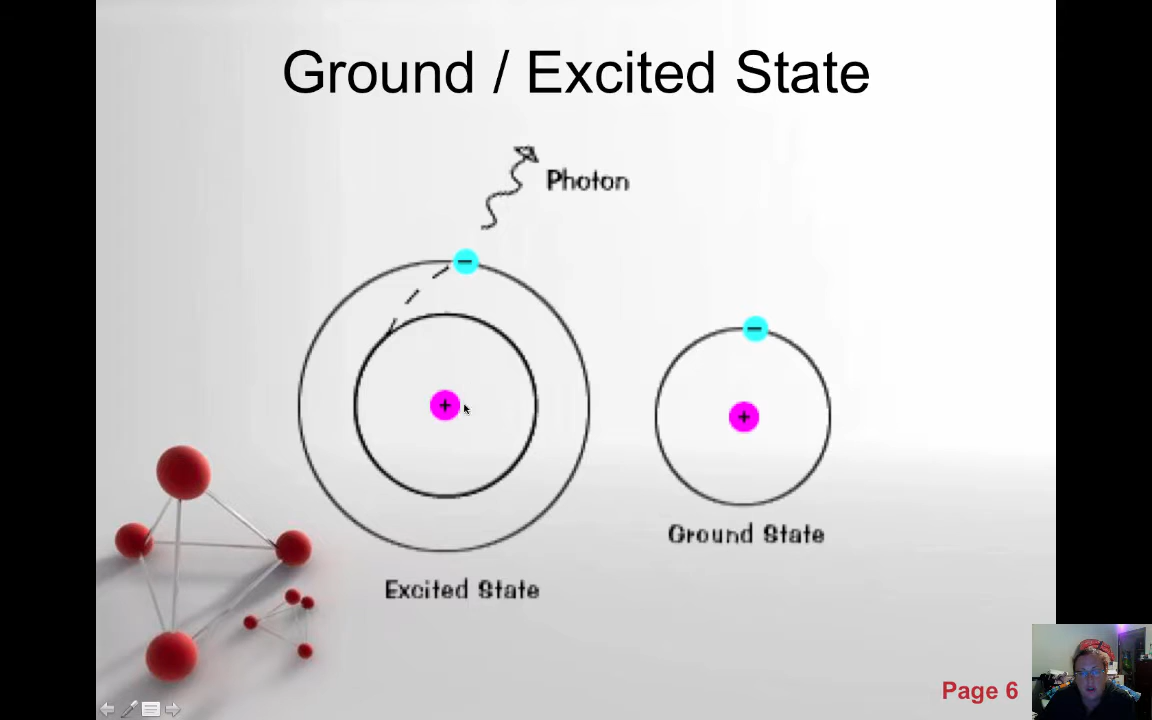 Ground / Excited State
Photon
−
−
+
+
Ground State
Excited State
Page 6